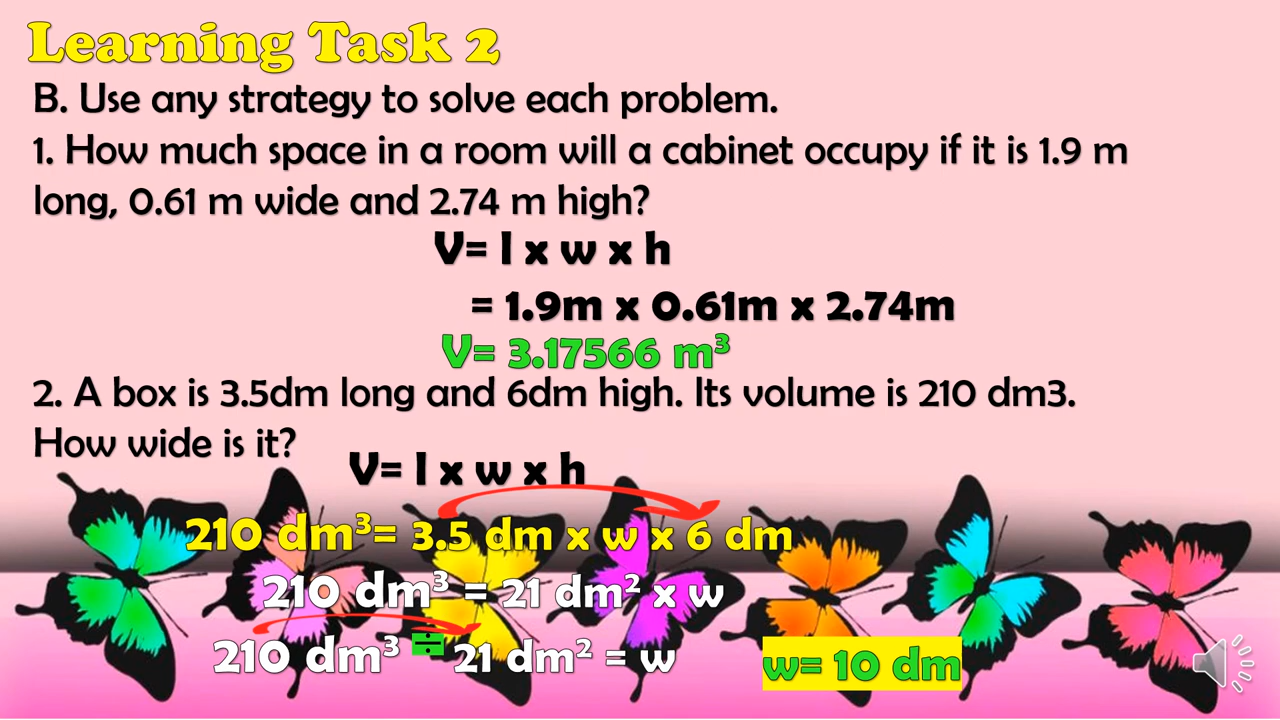 Learning Task 2
B. Use any strategy to solve each problem.
1. How much space in a room will a cabinet occupy if it is 1.9 m
long, 0.61 m wide and 2.74 m high?
V= l x w x h
= 1.9m x 0.61m x 2.74m
V= 3.17566 m³
2. A box is 3.5dm long and 6dm high. Its volume is 210 dm3.
How wide is it?
V= l x w x h
210 dm³= 3.5 dm x w x 6 dm
210 dm³ = 21 dm² x w
210 dm³ ÷ 21 dm² = w
w= 10 dm